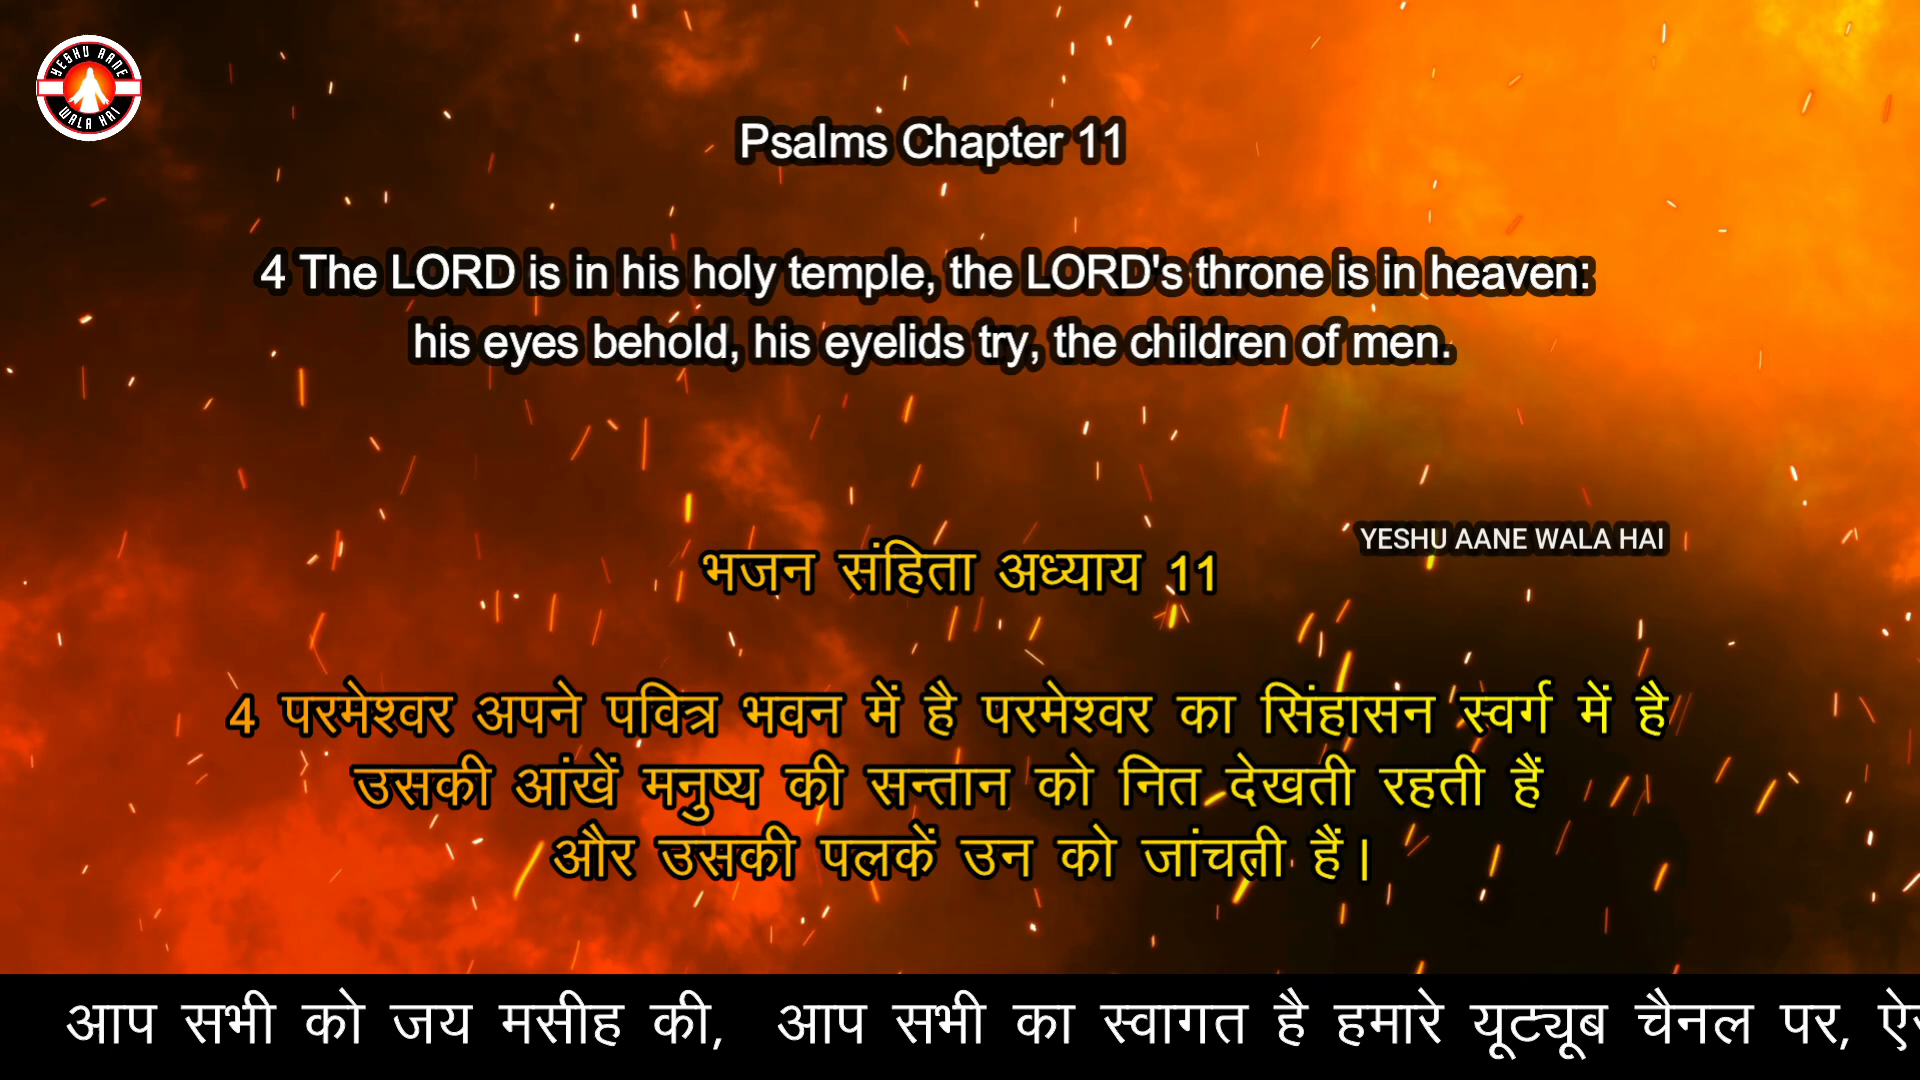 YESHU AANE
WALA HAI
Psalms Chapter 11
4 The LORD is in his holy temple, the LORD's throne is in heaven:
his eyes behold, his eyelids try, the children of men.
YESHU AANE WALA HAI
भजन संहिता अध्याय 11
4 परमेश्वर अपने पवित्र भवन में है परमेश्वर का सिंहासन स्वर्ग में है
उसकी आंखें मनुष्य की सन्तान को नित देखती रहती हैं
और उसकी पलकें उन को जांचती हैं।
आप सभी को जय मसीह की, आप सभी का स्वागत है हमारे यूट्यूब चैनल पर,